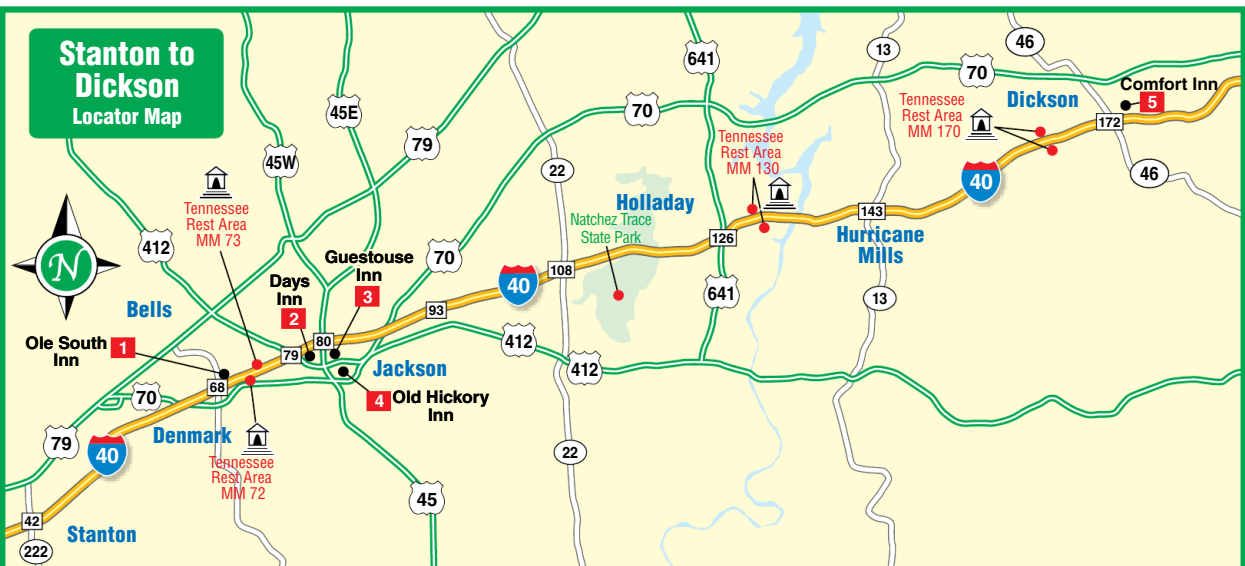 Stanton to
Dickson
Locator Map
641
13
46
70
Comfort Inn
5
Dickson
172
Tennessee
Rest Area
MM 170
45E
70
79
45W
Tennessee
Rest Area
MM 130
22
40
46
Tennessee
Rest Area
MM 73
Holladay
Natchez Trace
State Park
143
126
Hurricane
Mills
412
N
70
Guestouse
Inn
3
Days
Inn
2
40
108
641
13
Bells
93
Ole South
Inn
1
80
79
412
412
Jackson
68
4
Old Hickory
Inn
70
Denmark
79
40
Tennessee
Rest Area
MM 72
22
45
42
Stanton
222